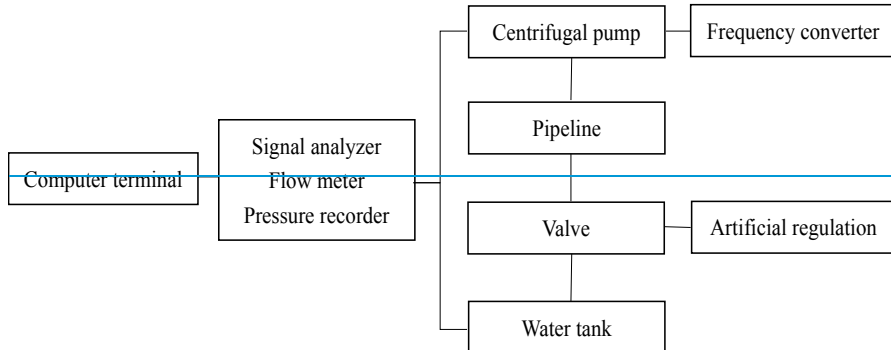 Centrifugal pump
Frequency converter
Pipeline
Signal analyzer
Flow meter
Pressure recorder
Computer terminal
Valve
Artificial regulation
Water tank